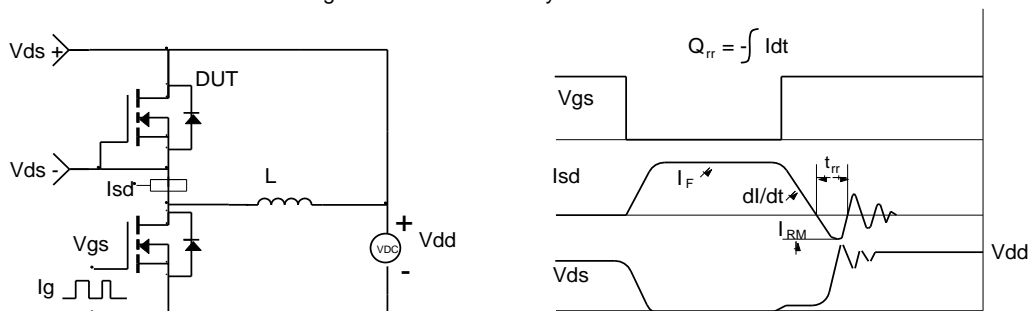 Vds +
DUT
Vds -
Isd
L
Vgs
+
VDC
Vdd
-
Ig
Qrr = -∫ Idt
Vgs
trr
Isd
IF
dI/dt
IRM
Vdd
Vds